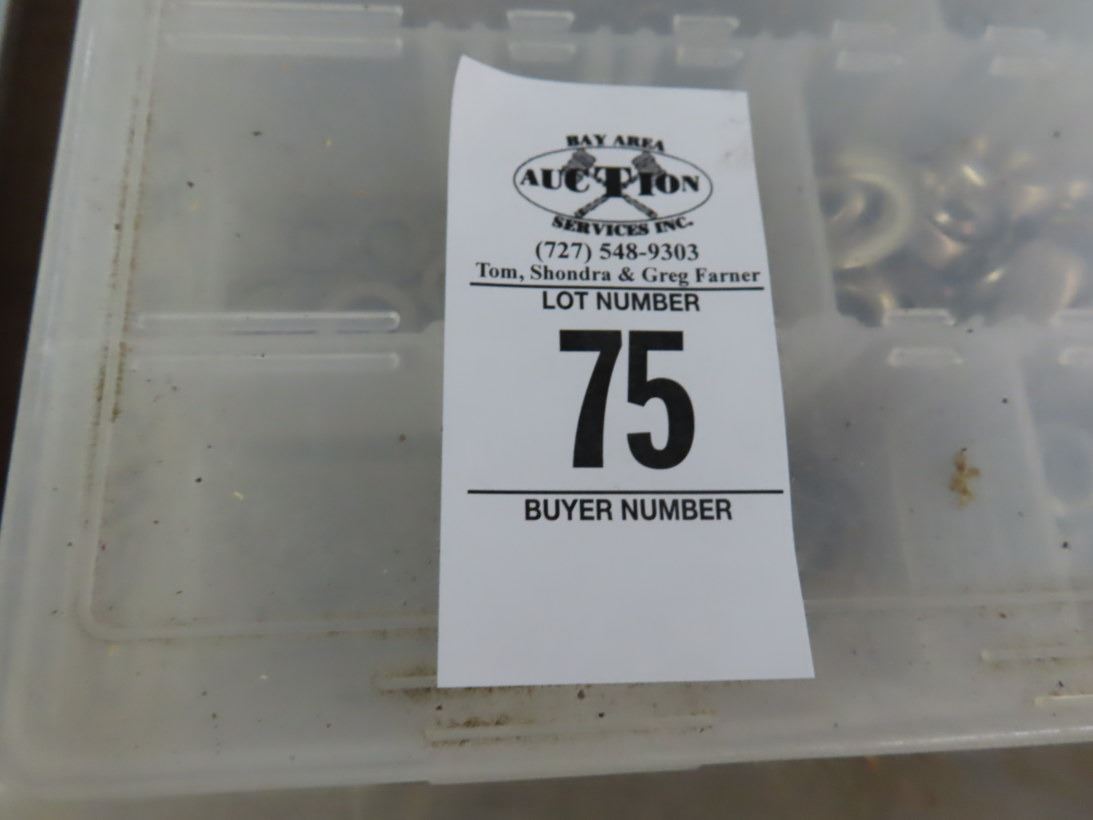 BAY AREA
AUCTION
SERVICES INC.
(727) 548-9303
Tom, Shondra & Greg Farner
LOT NUMBER
75
BUYER NUMBER